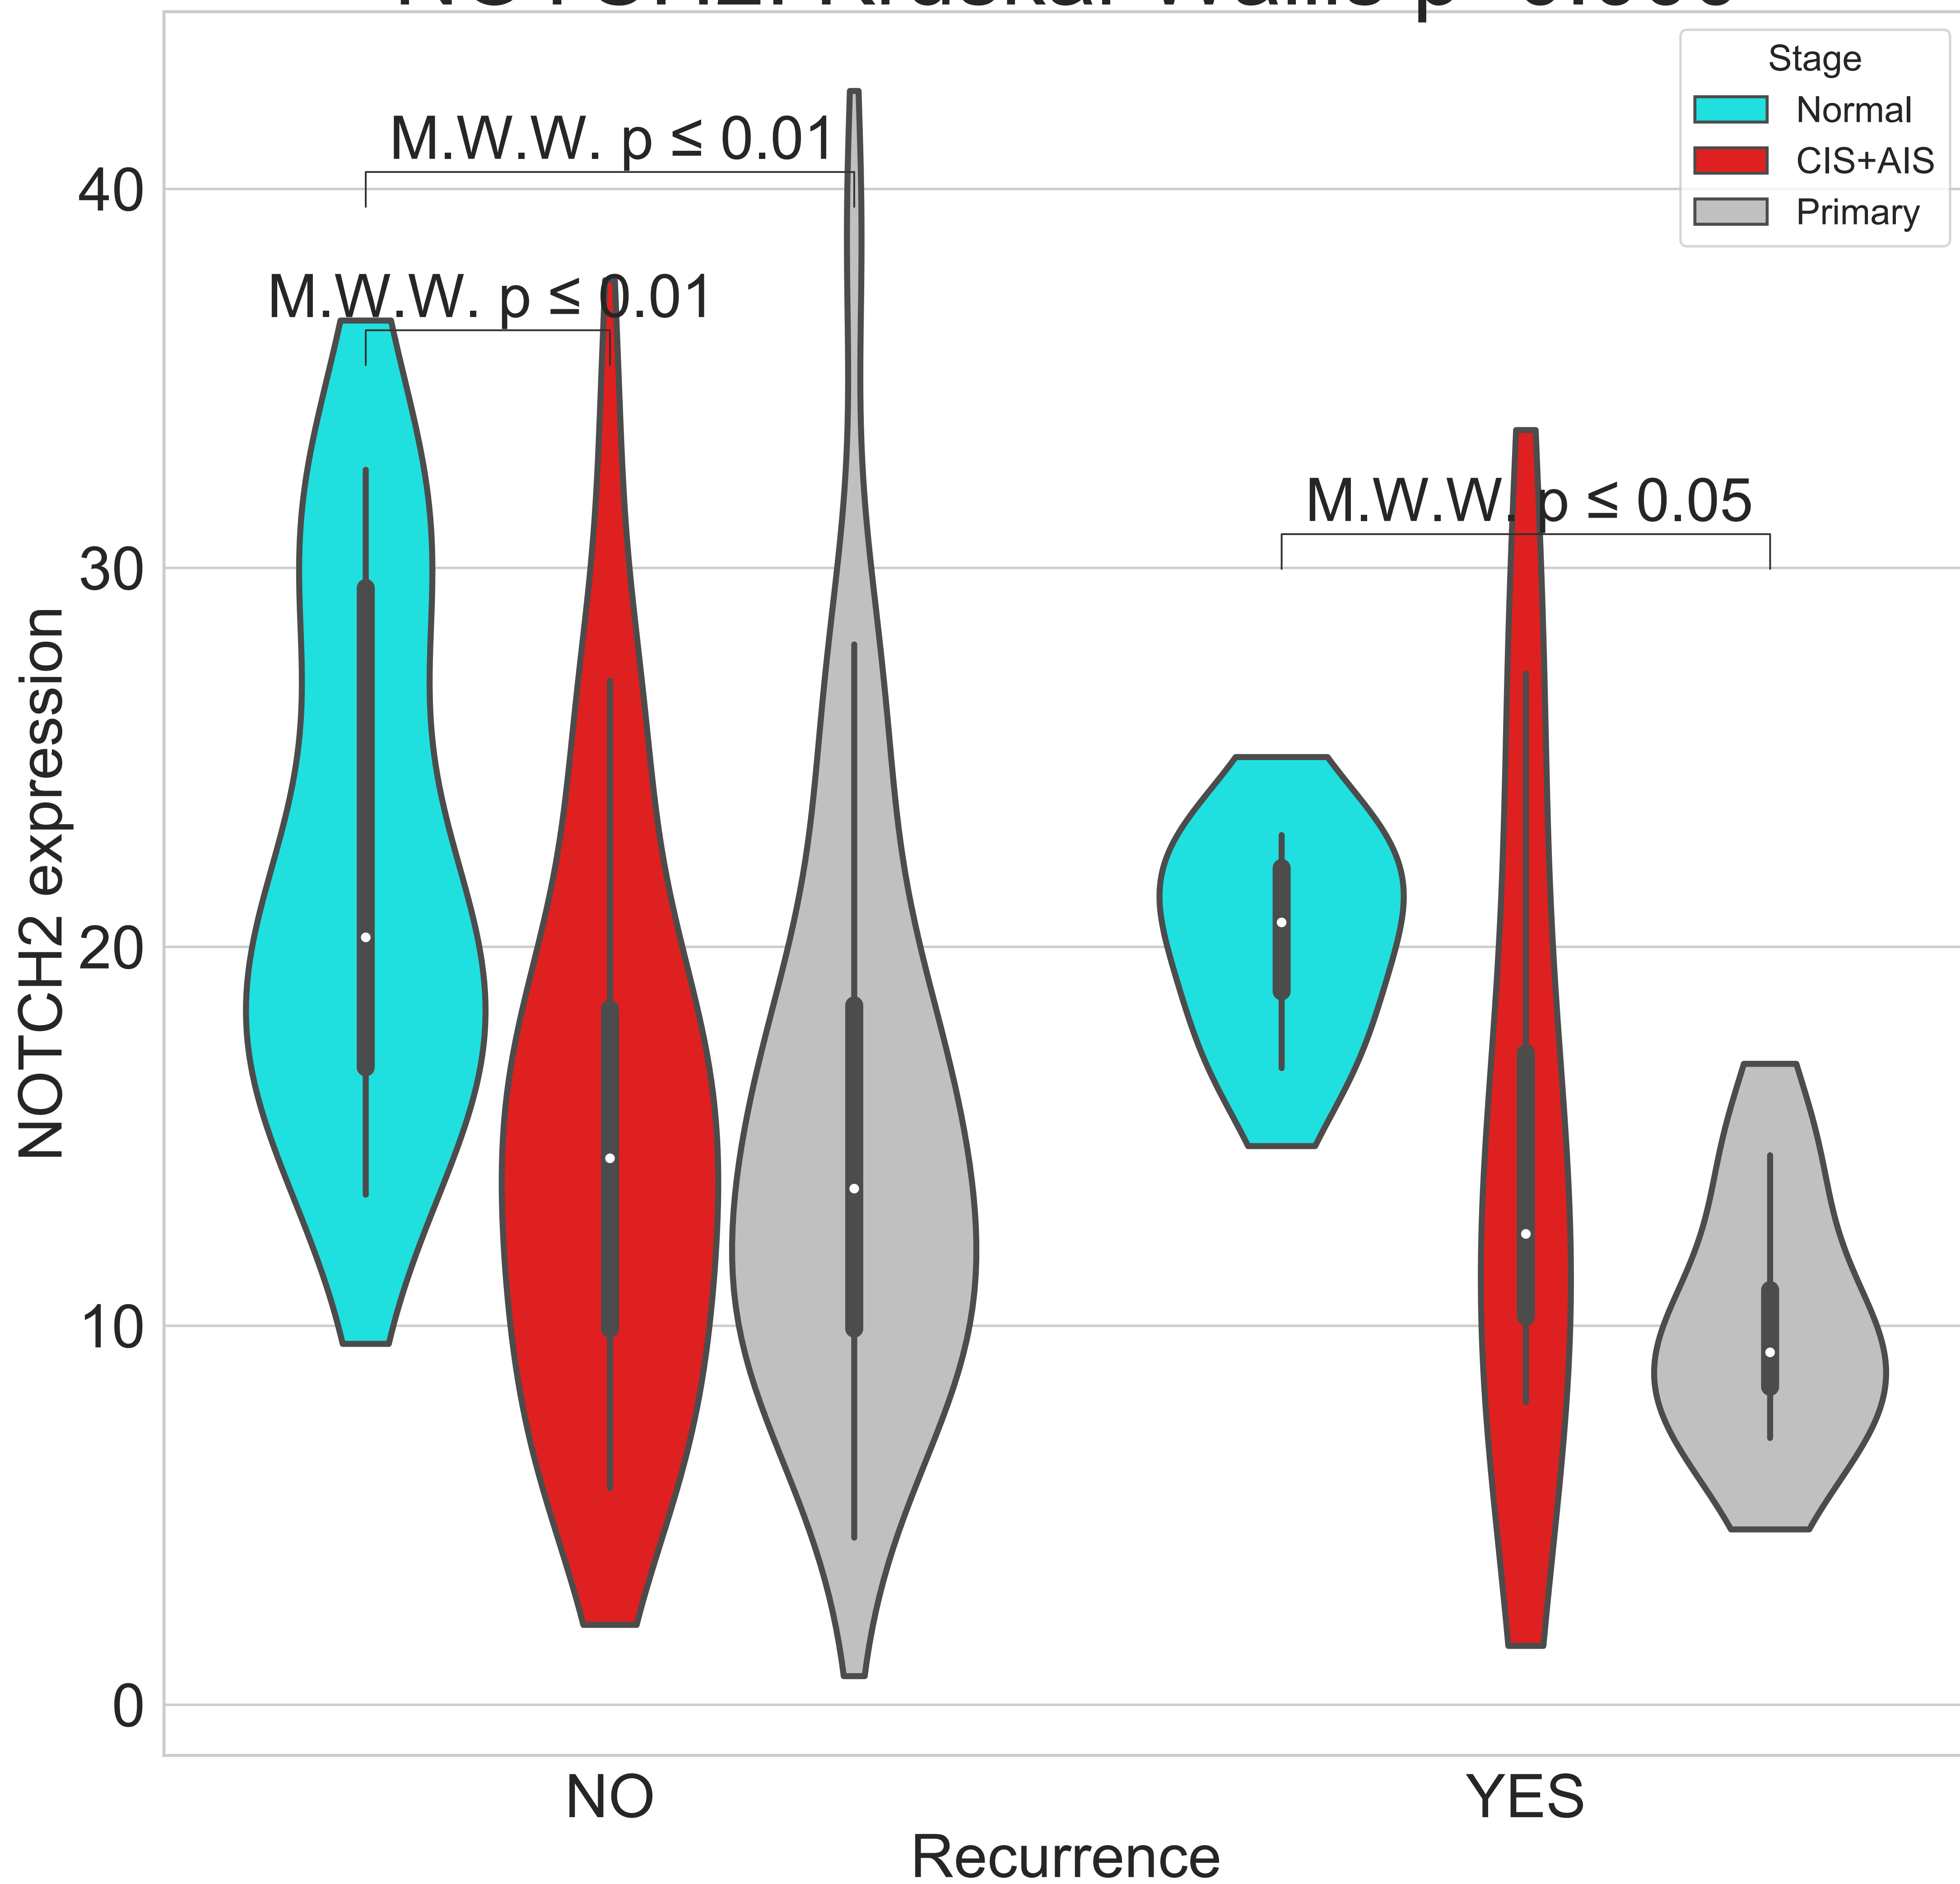 Stage
Normal
CIS+AIS
Primary
M.W.W. p ≤ 0.01
M.W.W. p ≤ 0.01
M.W.W. p ≤ 0.05
40
30
20
10
0
NOTCH2 expression
NO
YES
Recurrence